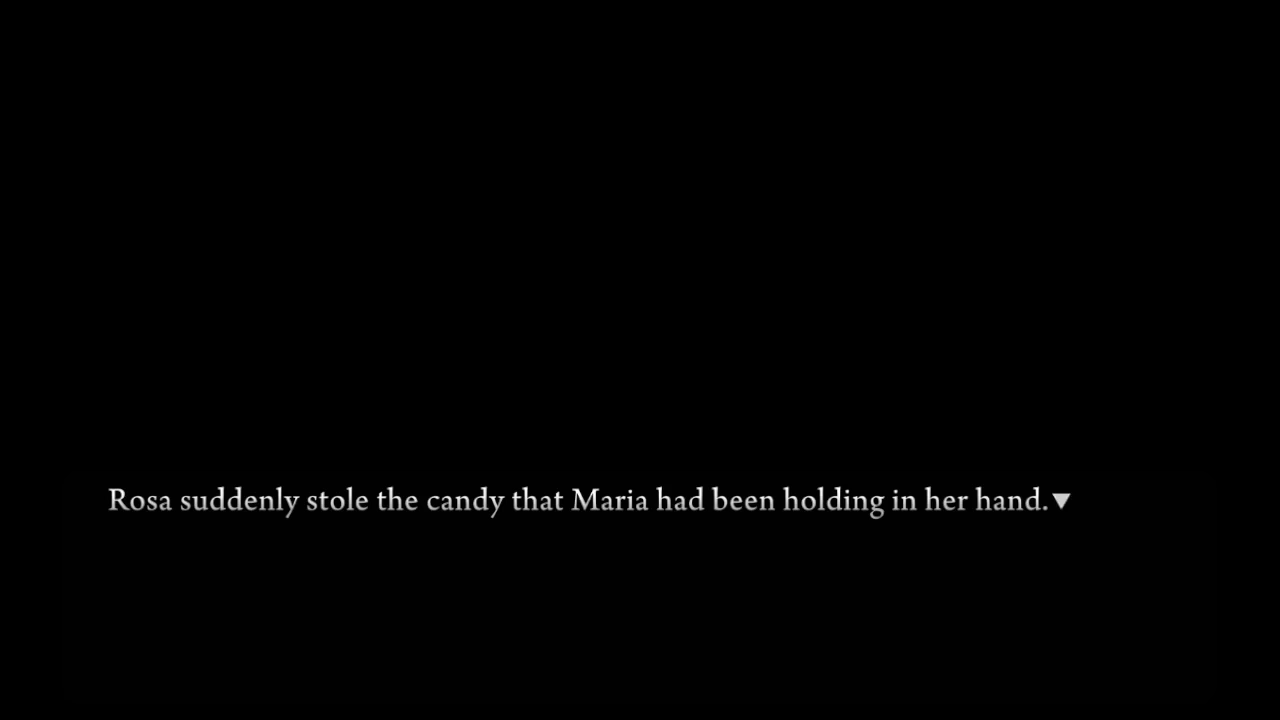 Rosa suddenly stole the candy that Maria had been holding in her hand.▼